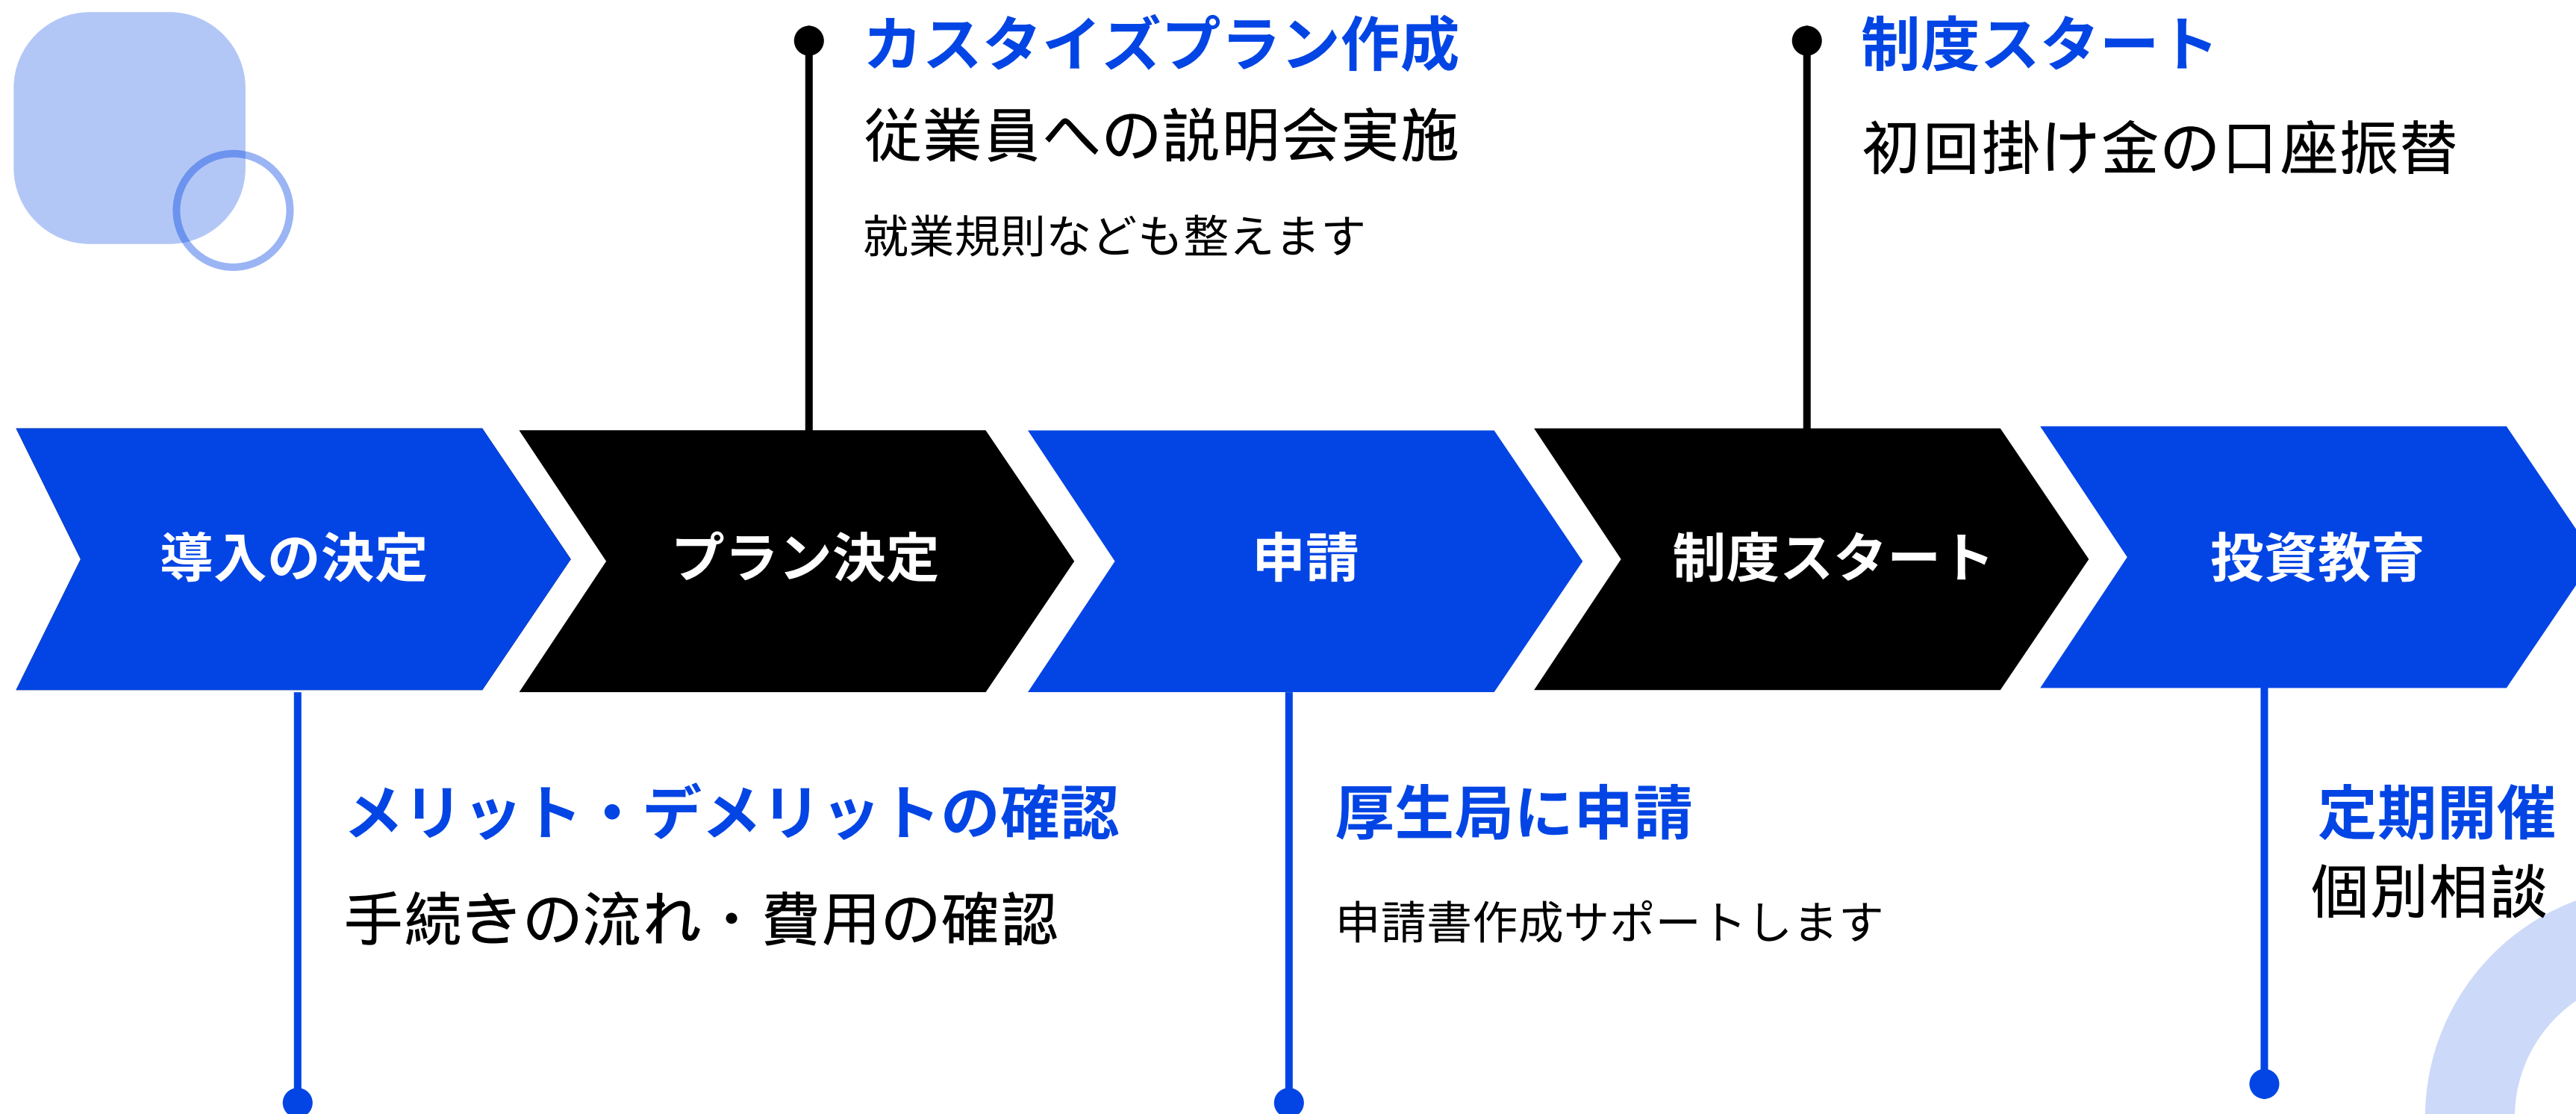 カスタイズプラン作成
従業員への説明会実施
就業規則なども整えます
制度スタート
初回掛け金の口座振替
導入の決定
プラン決定
申請
制度スタート
投資教育
メリット・デメリットの確認
手続きの流れ・費用の確認
厚生局に申請
申請書作成サポートします
定期開催
個別相談